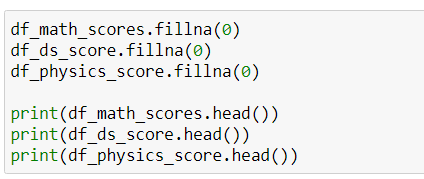 df_math_scores.fillna(0)
df_ds_score.fillna(0)
df_physics_score.fillna(0)
print(df_math_scores.head())
print(df_ds_score.head())
print(df_physics_score.head())